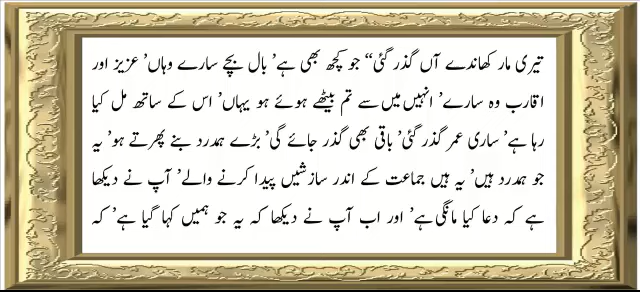 تیری مار کھاندے آں گذر گئی“ جو کچھ بھی ہے’ بال بچے سارے وہاں’ عزیز اور
اقارب وہ سارے’ انہیں میں سے تم بیٹھے ہوئے ہو یہاں’ اس کے ساتھ مل کیا
رہا ہے’ ساری عمر گذر گئی’ باقی بھی گذر جائے گی’ بڑے ہمدرد بنے پھرتے ہو’ یہ
جو ہمدرد ہیں’ یہ ہیں جماعت کے اندر سازشیں پیدا کرنے والے’ آپ نے دیکھا
ہے کہ دعا کیا مانگی ہے’ اور اب آپ نے دیکھا کہ یہ جو ہمیں کہا گیا ہے’ کہ